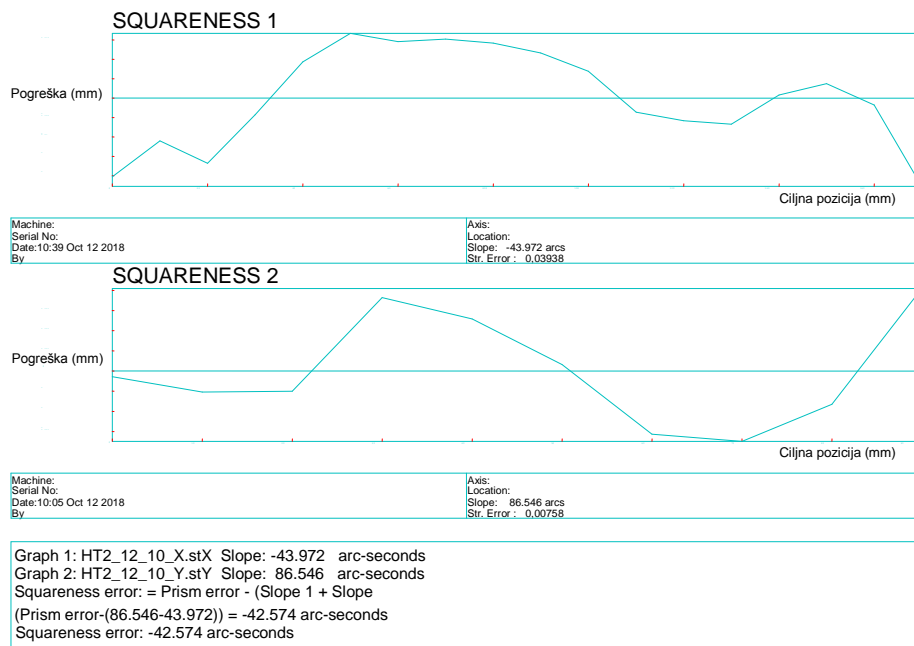 SQUARENESS 1
Pogreška (mm)
Ciljna pozicija (mm)
Machine:
Serial No:
Date:10:39 Oct 12 2018
By
Axis:
Location:
Slope: -43.972 arcs
Str. Error : 0,03938
SQUARENESS 2
Pogreška (mm)
Ciljna pozicija (mm)
Machine:
Serial No:
Date:10:05 Oct 12 2018
By
Axis:
Location:
Slope: 86.546 arcs
Str. Error : 0,00758
Graph 1: HT2_12_10_X.stX Slope: -43.972 arc-seconds
Graph 2: HT2_12_10_Y.stY Slope: 86.546 arc-seconds
Squareness error: = Prism error - (Slope 1 + Slope
(Prism error-(86.546-43.972)) = -42.574 arc-seconds
Squareness error: -42.574 arc-seconds